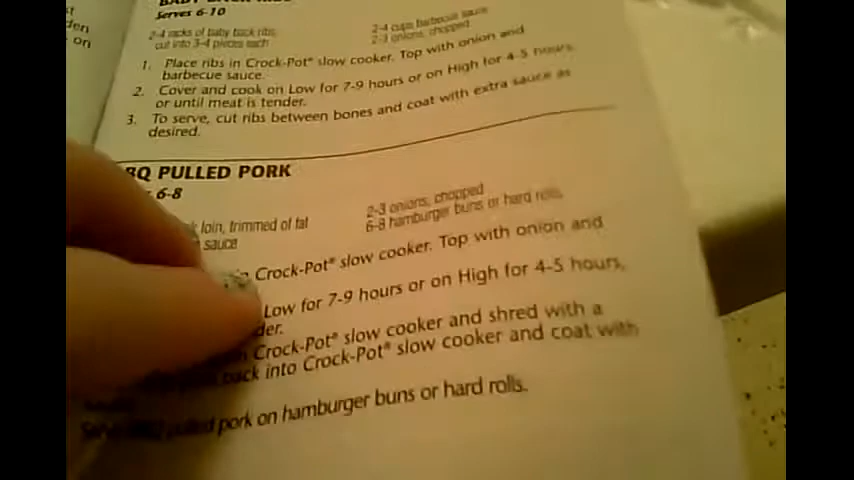 Serves 6-10
2-4 racks of baby back ribs,
cut into 3-4 pieces each
2-4 cups barbecue sauce
2-3 onions, chopped
1. Place ribs in Crock-Pot® slow cooker. Top with onion and
barbecue sauce.
2. Cover and cook on Low for 7-9 hours or on High for 4-5 hours,
or until meat is tender.
3. To serve, cut ribs between bones and coat with extra sauce as
desired.
BQ PULLED PORK
6-8
loin, trimmed of fat
sauce
2-3 onions, chopped
6-8 hamburger buns or hard rolls
in Crock-Pot® slow cooker. Top with onion and
Low for 7-9 hours or on High for 4-5 hours,
der.
Crock-Pot® slow cooker and shred with a
back into Crock-Pot® slow cooker and coat with
pulled pork on hamburger buns or hard rolls.
den
on